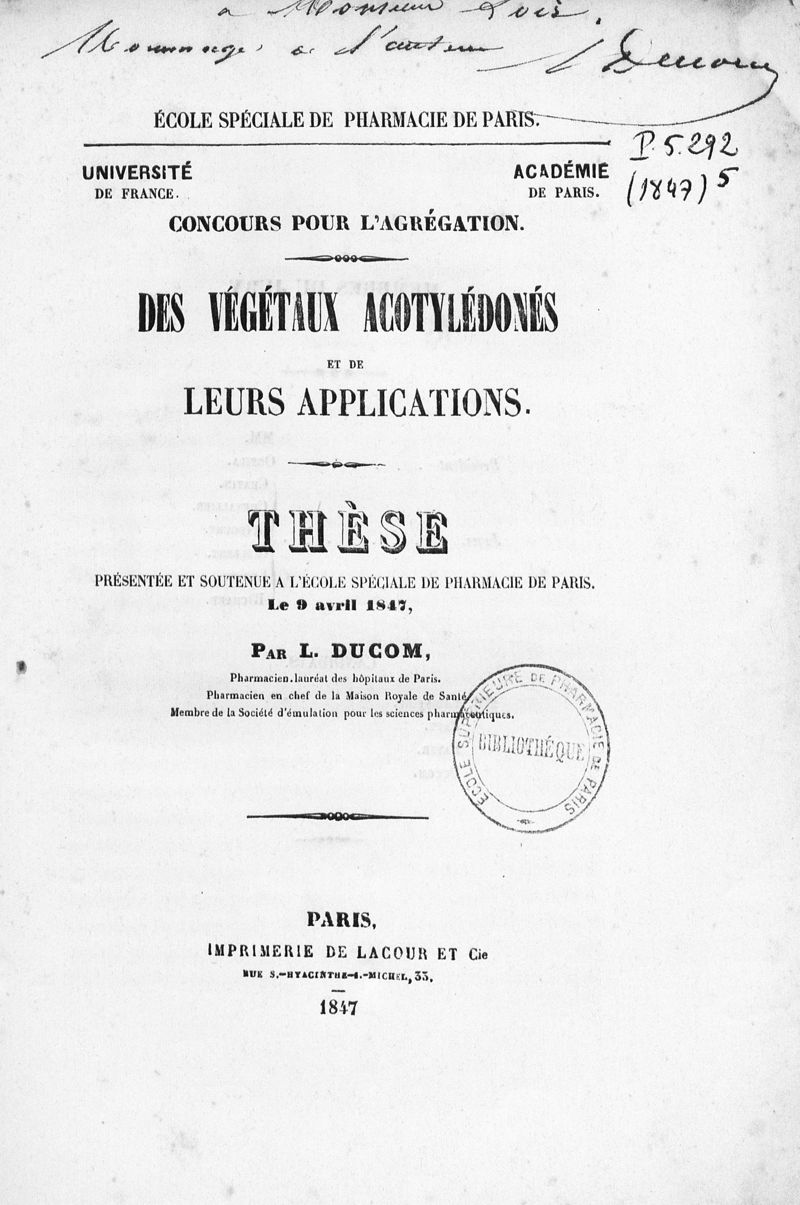 a Monsieur
Hommage de l'auteur
L Ducom
ÉCOLE SPÉCIALE DE PHARMACIE DE PARIS.
P. 5.292
(1847) 5
UNIVERSITÉ
DE FRANCE.
ACADÉMIE
DE PARIS.
CONCOURS POUR L'AGRÉGATION.
DES VÉGÉTAUX ACOTYLÉDONÉS
ET DE
LEURS APPLICATIONS.
THÈSE
PRÉSENTÉE ET SOUTENUE A L'ÉCOLE SPÉCIALE DE PHARMACIE DE PARIS.
Le 9 avril 1847,
PAR L. DUCOM,
Pharmacien.lauréat des hôpitaux de Paris.
Pharmacien en chef de la Maison Royale de Santé
Membre de la Société d'émulation pour les sciences pharmaceutiques.
ÉCOLE SUPÉRIEURE DE PHARMACIE DE PARIS
BIBLIOTHÉQUE
PARIS,
IMPRIMERIE DE LACOUR ET Cie
RUE S.-HYACINTHE-S.-MICHEL, 33.
1847